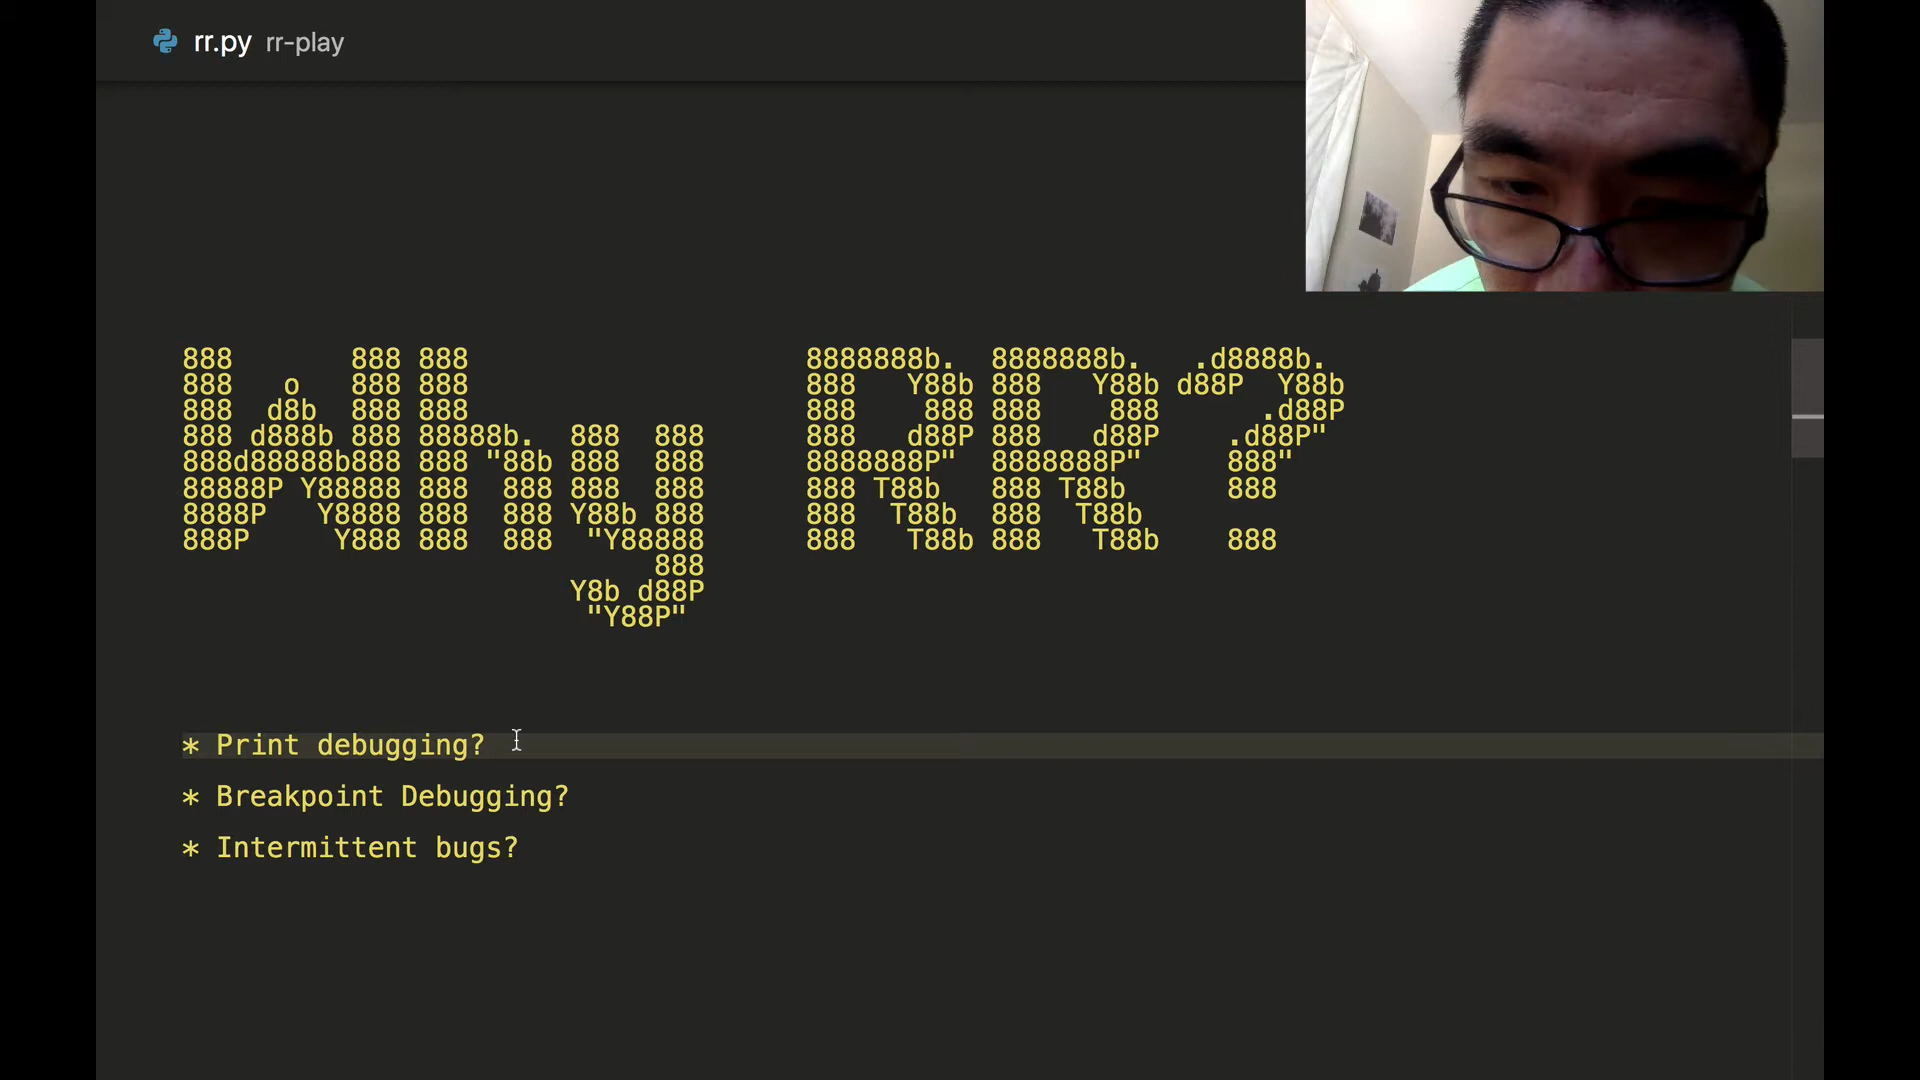 rr.py rr-play
Why RR?
* Print debugging?
* Breakpoint Debugging?
* Intermittent bugs?